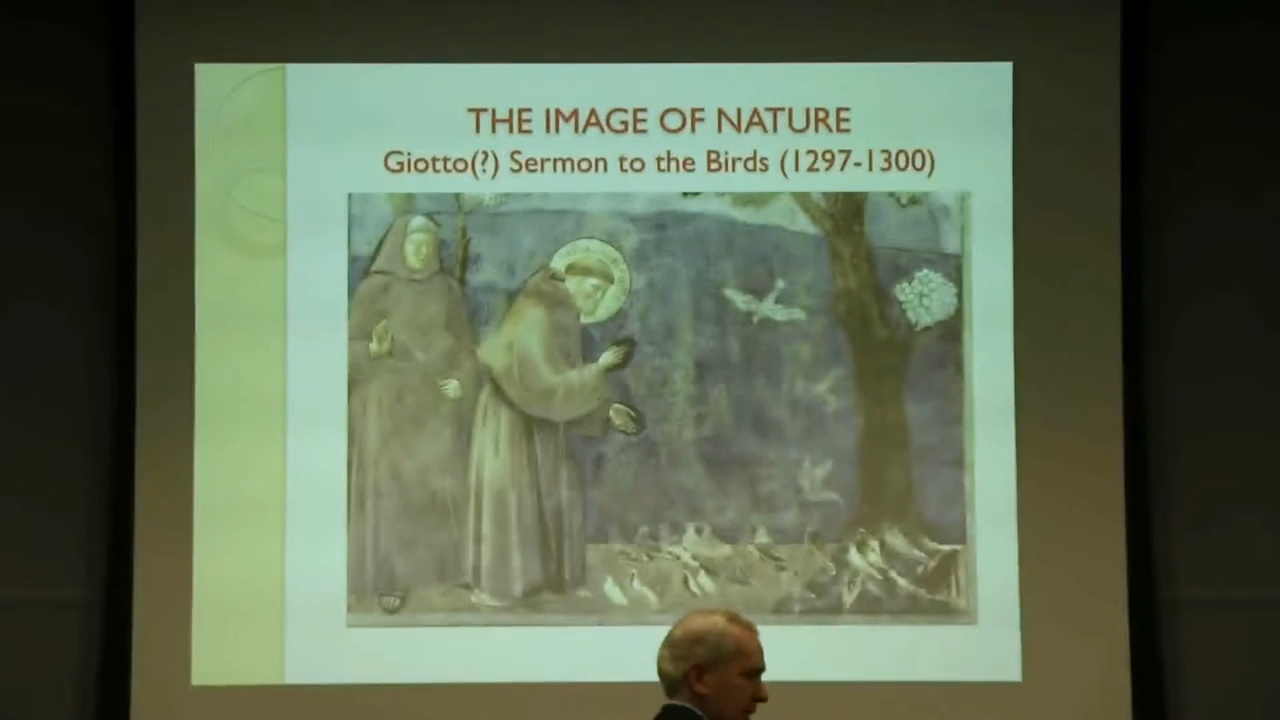 THE IMAGE OF NATURE
Giotto(?) Sermon to the Birds (1297-1300)